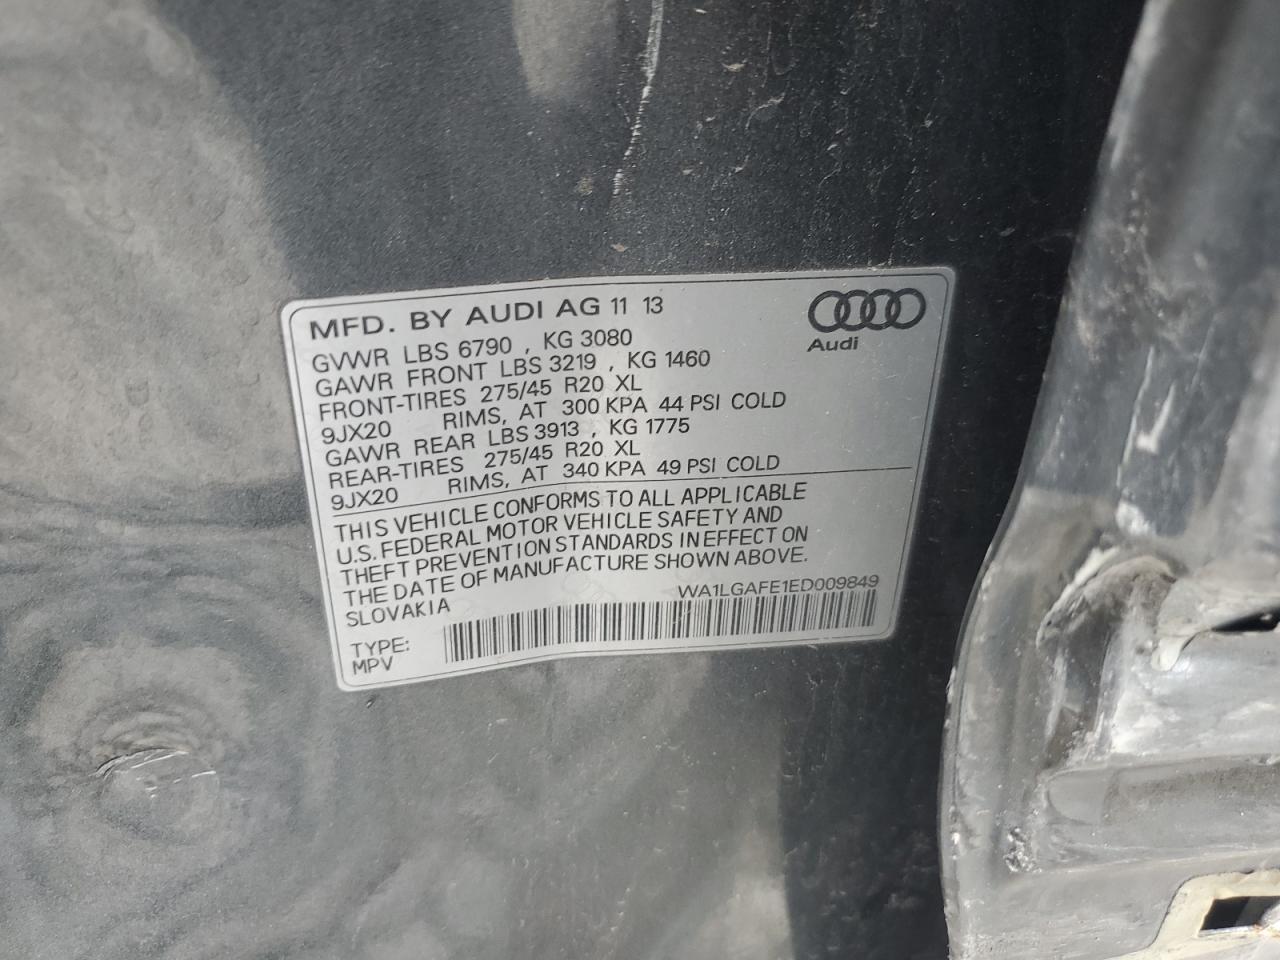 MFD. BY AUDI AG 11 13
Audi
GVWR LBS 6790 , KG 3080
GAWR FRONT LBS 3219 , KG 1460
FRONT-TIRES 275/45 R20 XL
9JX20 RIMS, AT 300 KPA 44 PSI COLD
GAWR REAR LBS 3913 , KG 1775
REAR-TIRES 275/45 R20 XL
9JX20 RIMS, AT 340 KPA 49 PSI COLD
THIS VEHICLE CONFORMS TO ALL APPLICABLE
U.S. FEDERAL MOTOR VEHICLE SAFETY AND
THEFT PREVENTION STANDARDS IN EFFECT ON
THE DATE OF MANUFACTURE SHOWN ABOVE.
SLOVAKIA
WA1LGAFE1ED009849
TYPE:
MPV